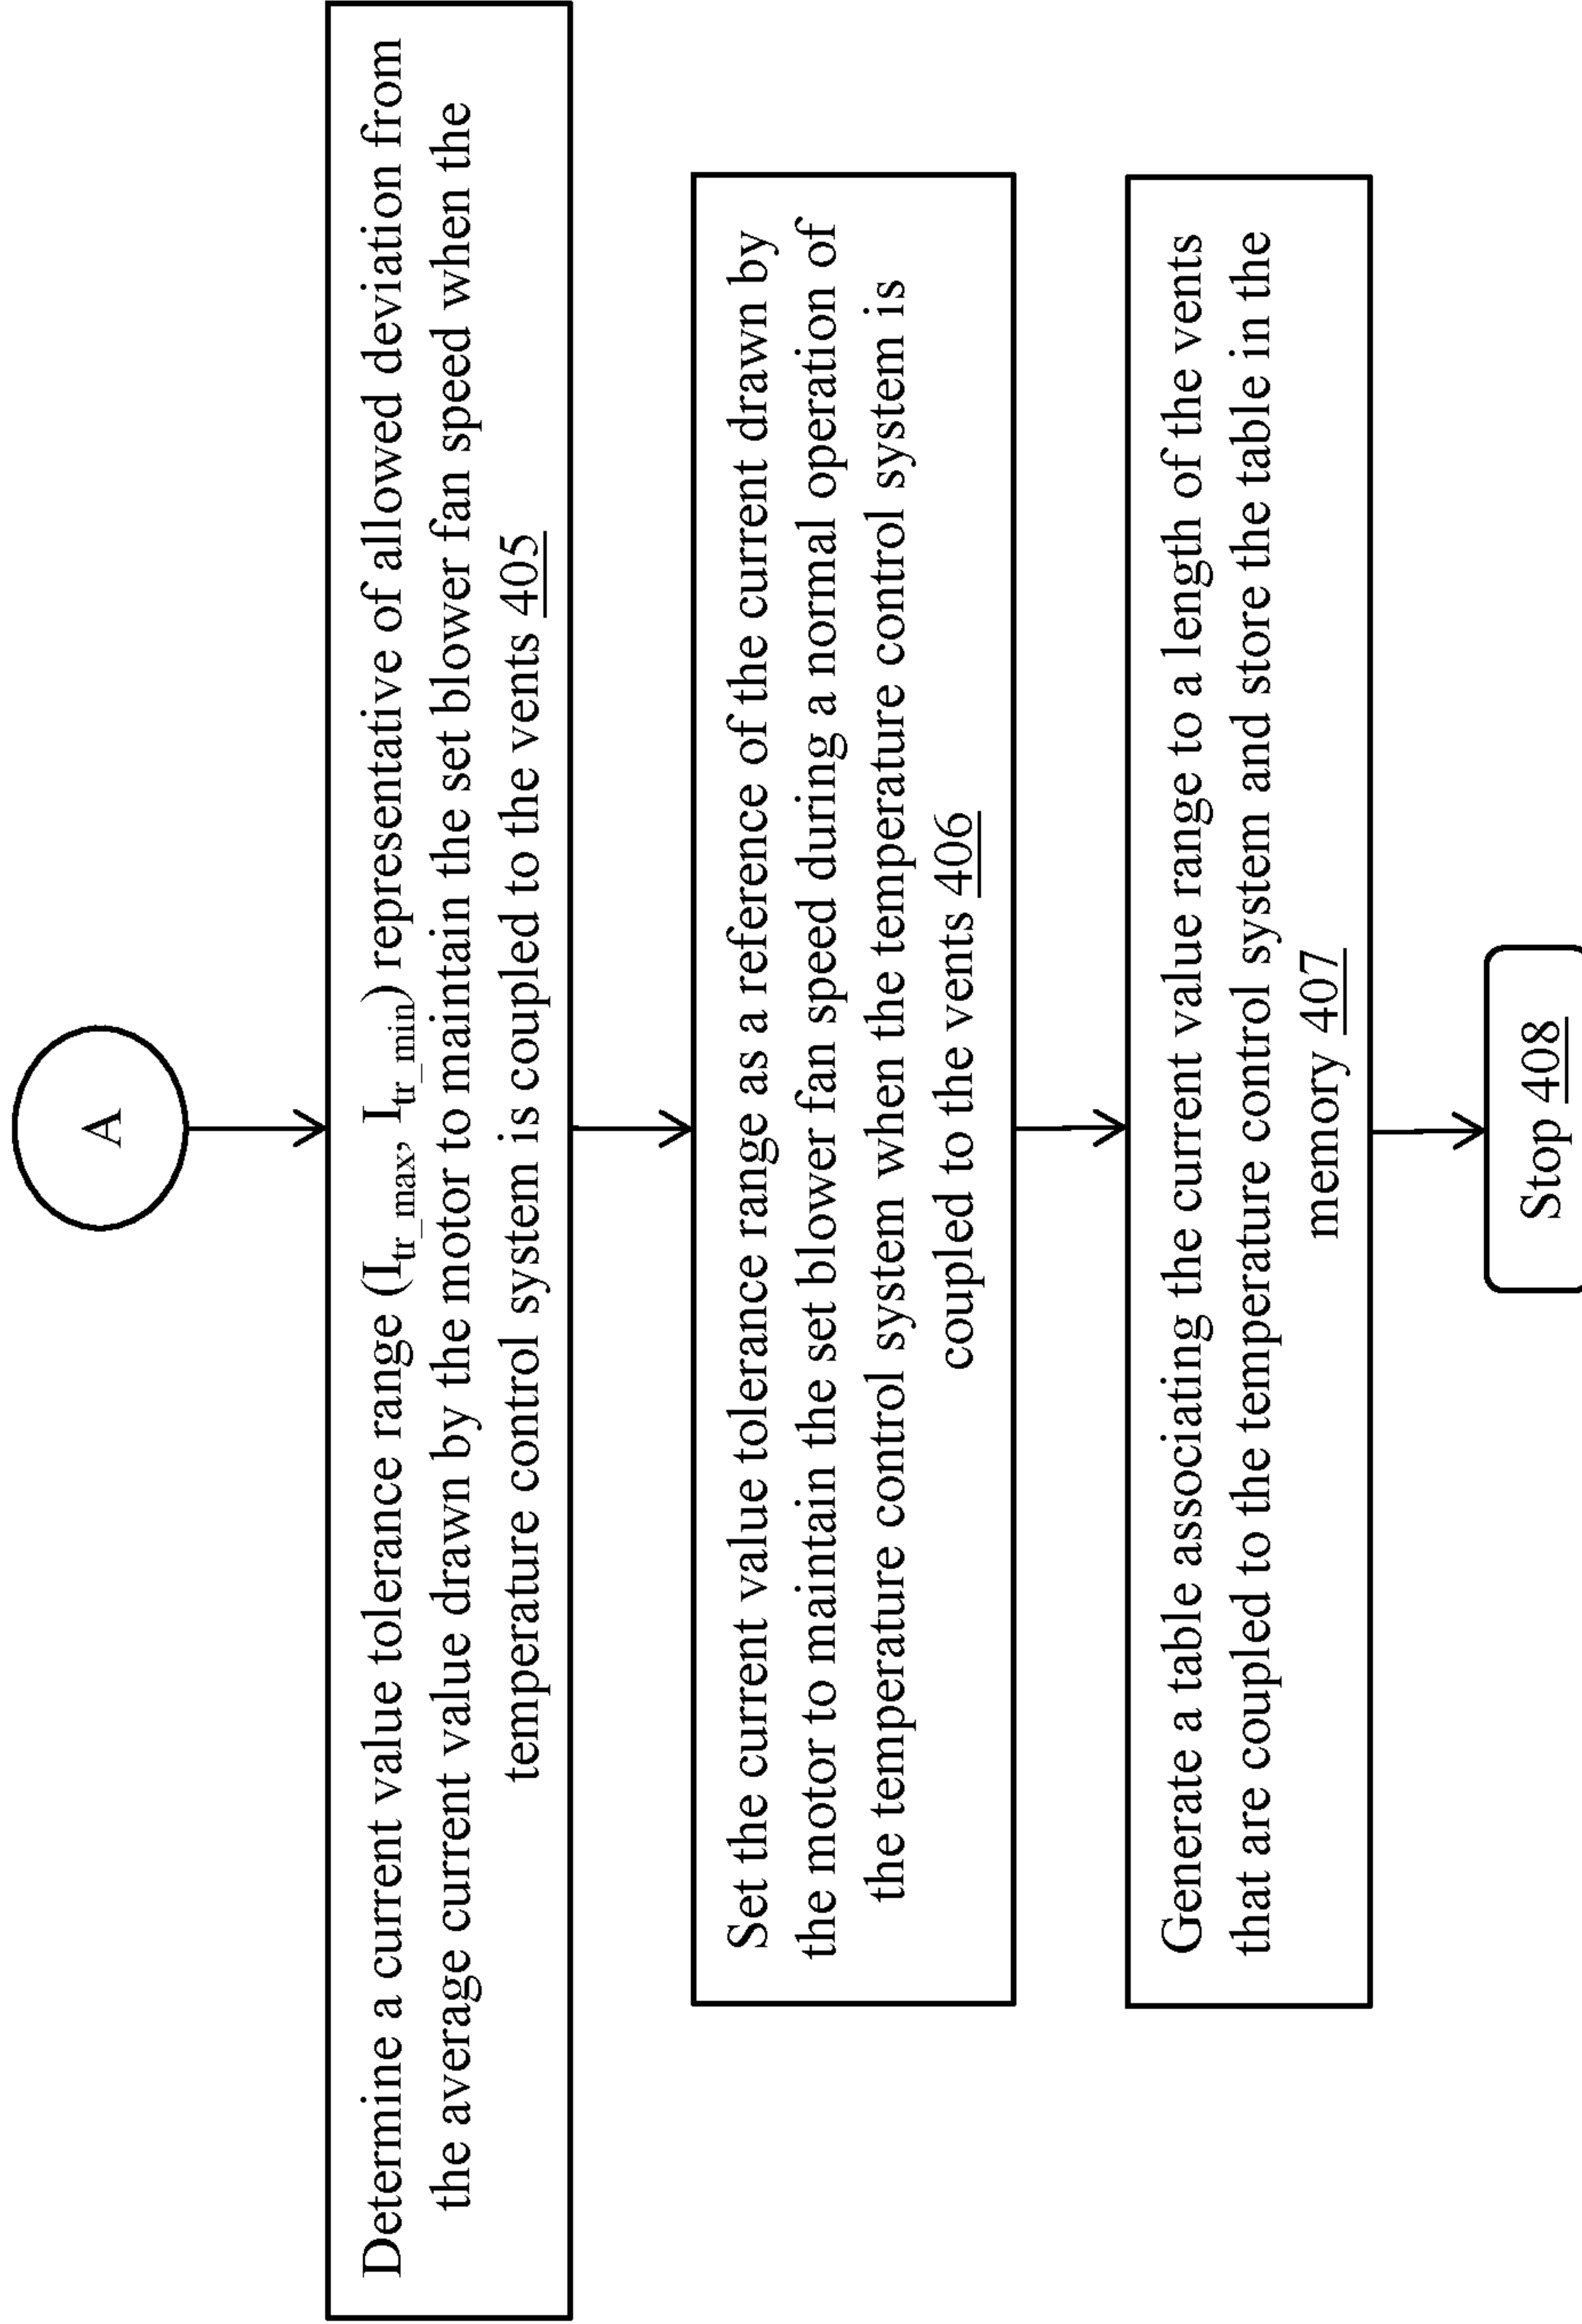 A
Determine a current value tolerance range (Itr_max, Itr_min) representative of allowed deviation from
the average current value drawn by the motor to maintain the set blower fan speed when the
temperature control system is coupled to the vents 405
Set the current value tolerance range as a reference of the current drawn by
the motor to maintain the set blower fan speed during a normal operation of
the temperature control system when the temperature control system is
coupled to the vents 406
Generate a table associating the current value range to a length of the vents
that are coupled to the temperature control system and store the table in the
memory 407
Stop 408